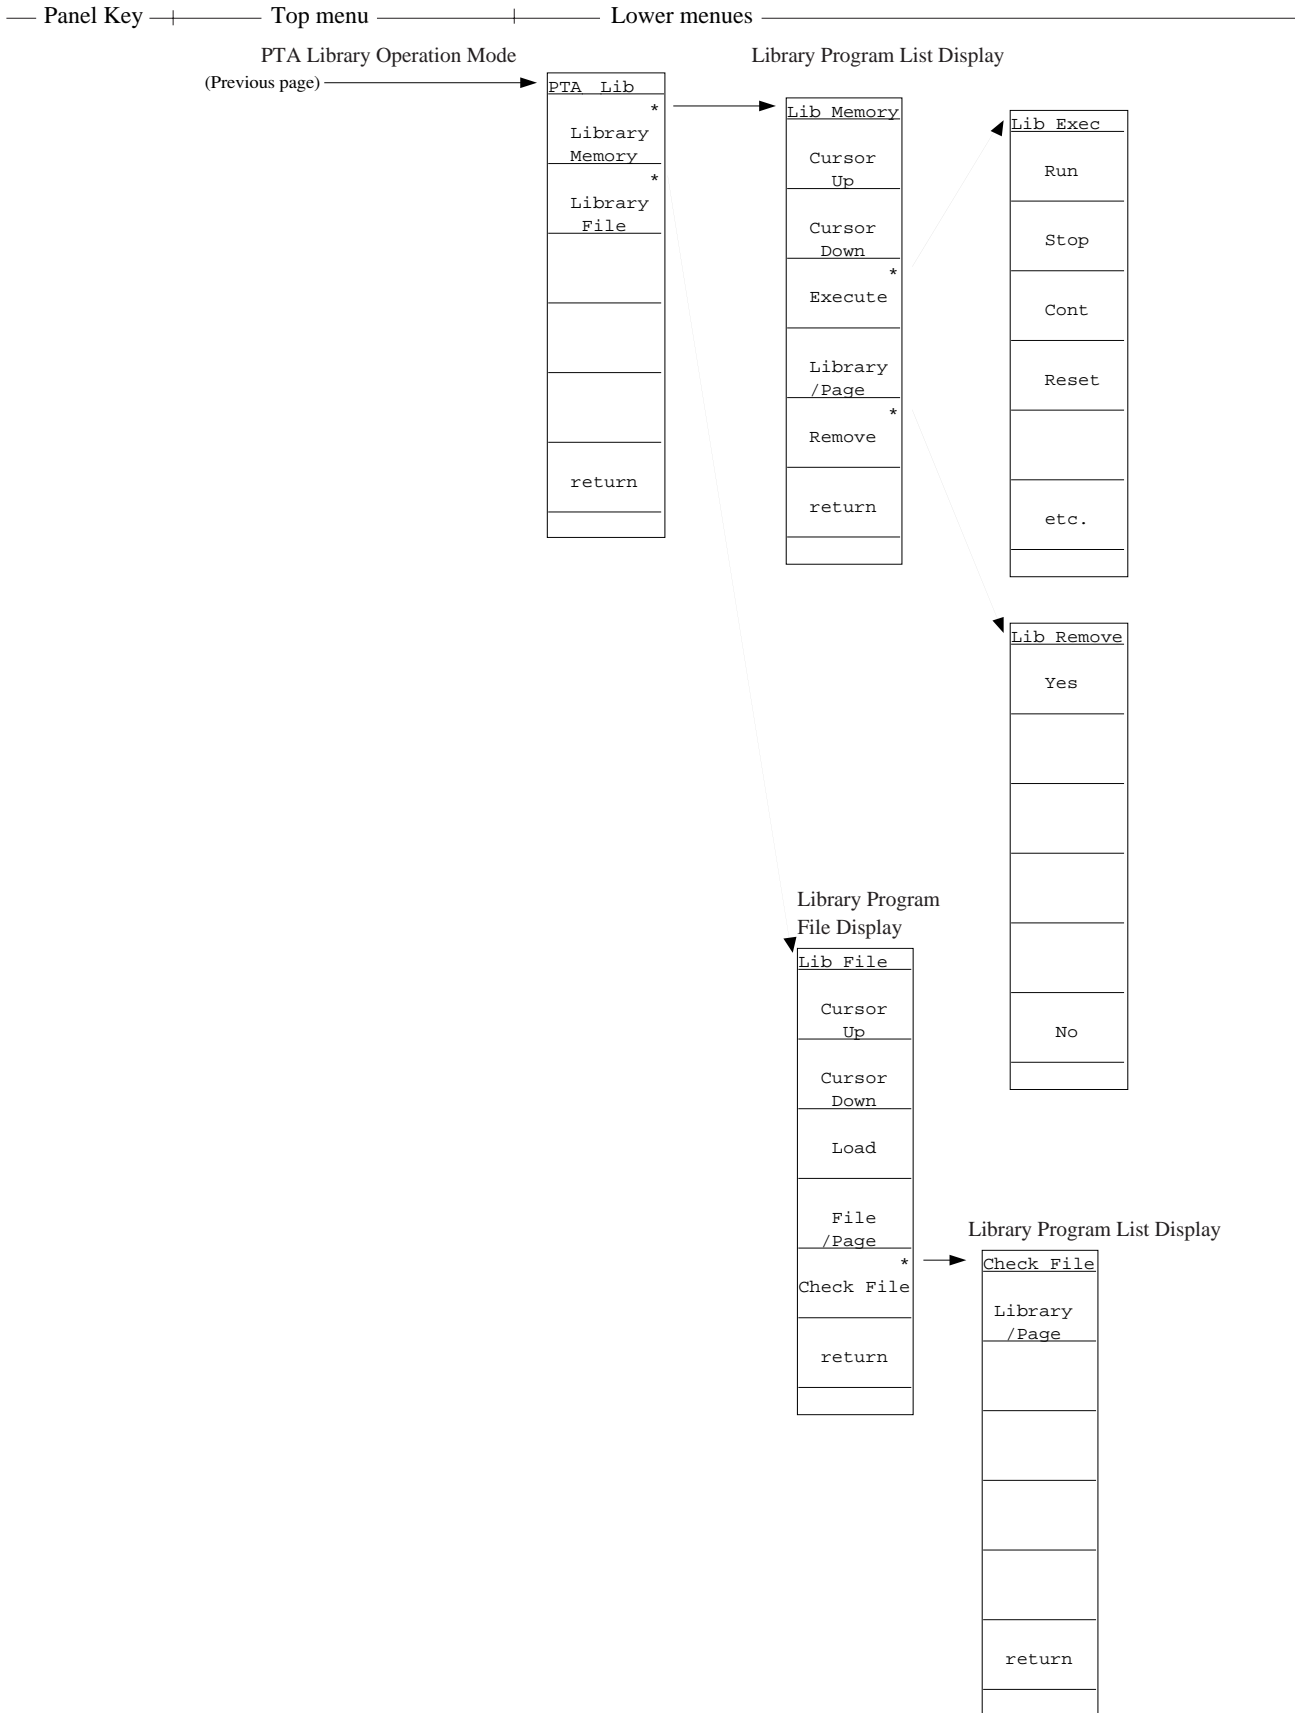 Panel Key
Top menu
Lower menues
PTA Library Operation Mode
Library Program List Display
(Previous page)
PTA Lib
*
Library
Memory
*
Library
File
return
Lib Memory
Cursor
Up
Cursor
Down
*
Execute
Library
/Page
*
Remove
return
Lib Exec
Run
Stop
Cont
Reset
etc.
Lib Remove
Yes
No
Library Program
File Display
Lib File
Cursor
Up
Cursor
Down
Load
File
/Page
*
Check File
return
Library Program List Display
Check File
Library
/Page
return